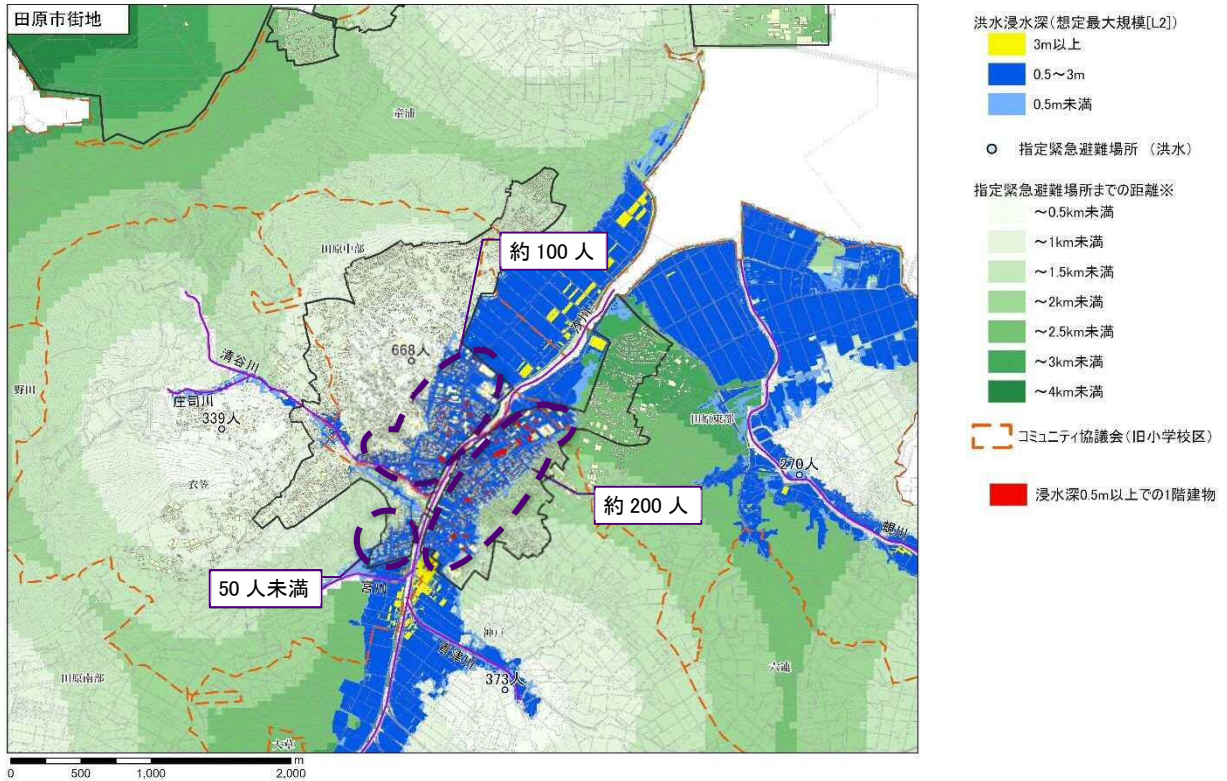 田原市街地
童浦
田原中部
約 100 人
668人
清谷川
汐川
野田
庄司川
339人
田原東部
衣笠
270人
約 200 人
蜆川
50 人未満
宮川
神戸
六連
373人
田原南部
大草
m
0 500 1,000 2,000
洪水浸水深(想定最大規模[L2])
3m以上
0.5～3m
0.5m未満
指定緊急避難場所 (洪水)
指定緊急避難場所までの距離※
～0.5km未満
～1km未満
～1.5km未満
～2km未満
～2.5km未満
～3km未満
～4km未満
コミュニティ協議会(旧小学校区)
浸水深0.5m以上での1階建物